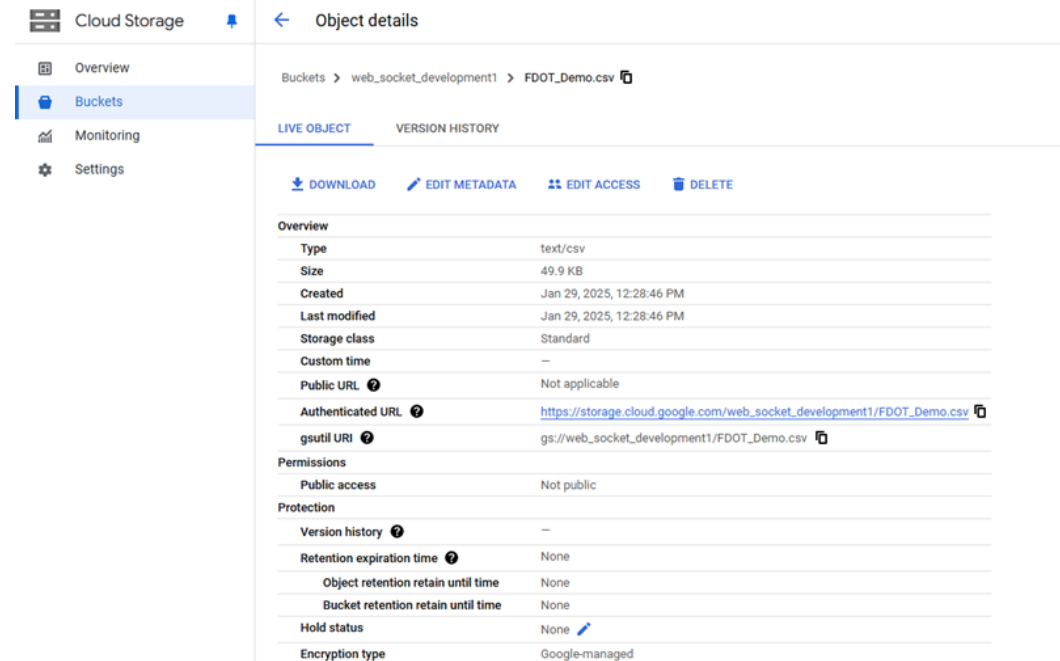 Cloud Storage
Object details
Overview
Buckets
Monitoring
Settings
Buckets > web_socket_development1 > FDOT_Demo.csv
LIVE OBJECT VERSION HISTORY
DOWNLOAD EDIT METADATA EDIT ACCESS DELETE
Overview
Type text/csv
Size 49.9 KB
Created Jan 29, 2025, 12:28:46 PM
Last modified Jan 29, 2025, 12:28:46 PM
Storage class Standard
Custom time —
Public URL ? Not applicable
Authenticated URL ? https://storage.cloud.google.com/web_socket_development1/FDOT_Demo.csv
gsutil URI ? gs://web_socket_development1/FDOT_Demo.csv
Permissions
Public access Not public
Protection
Version history ? —
Retention expiration time ? None
Object retention retain until time None
Bucket retention retain until time None
Hold status None
Encryption type Google-managed